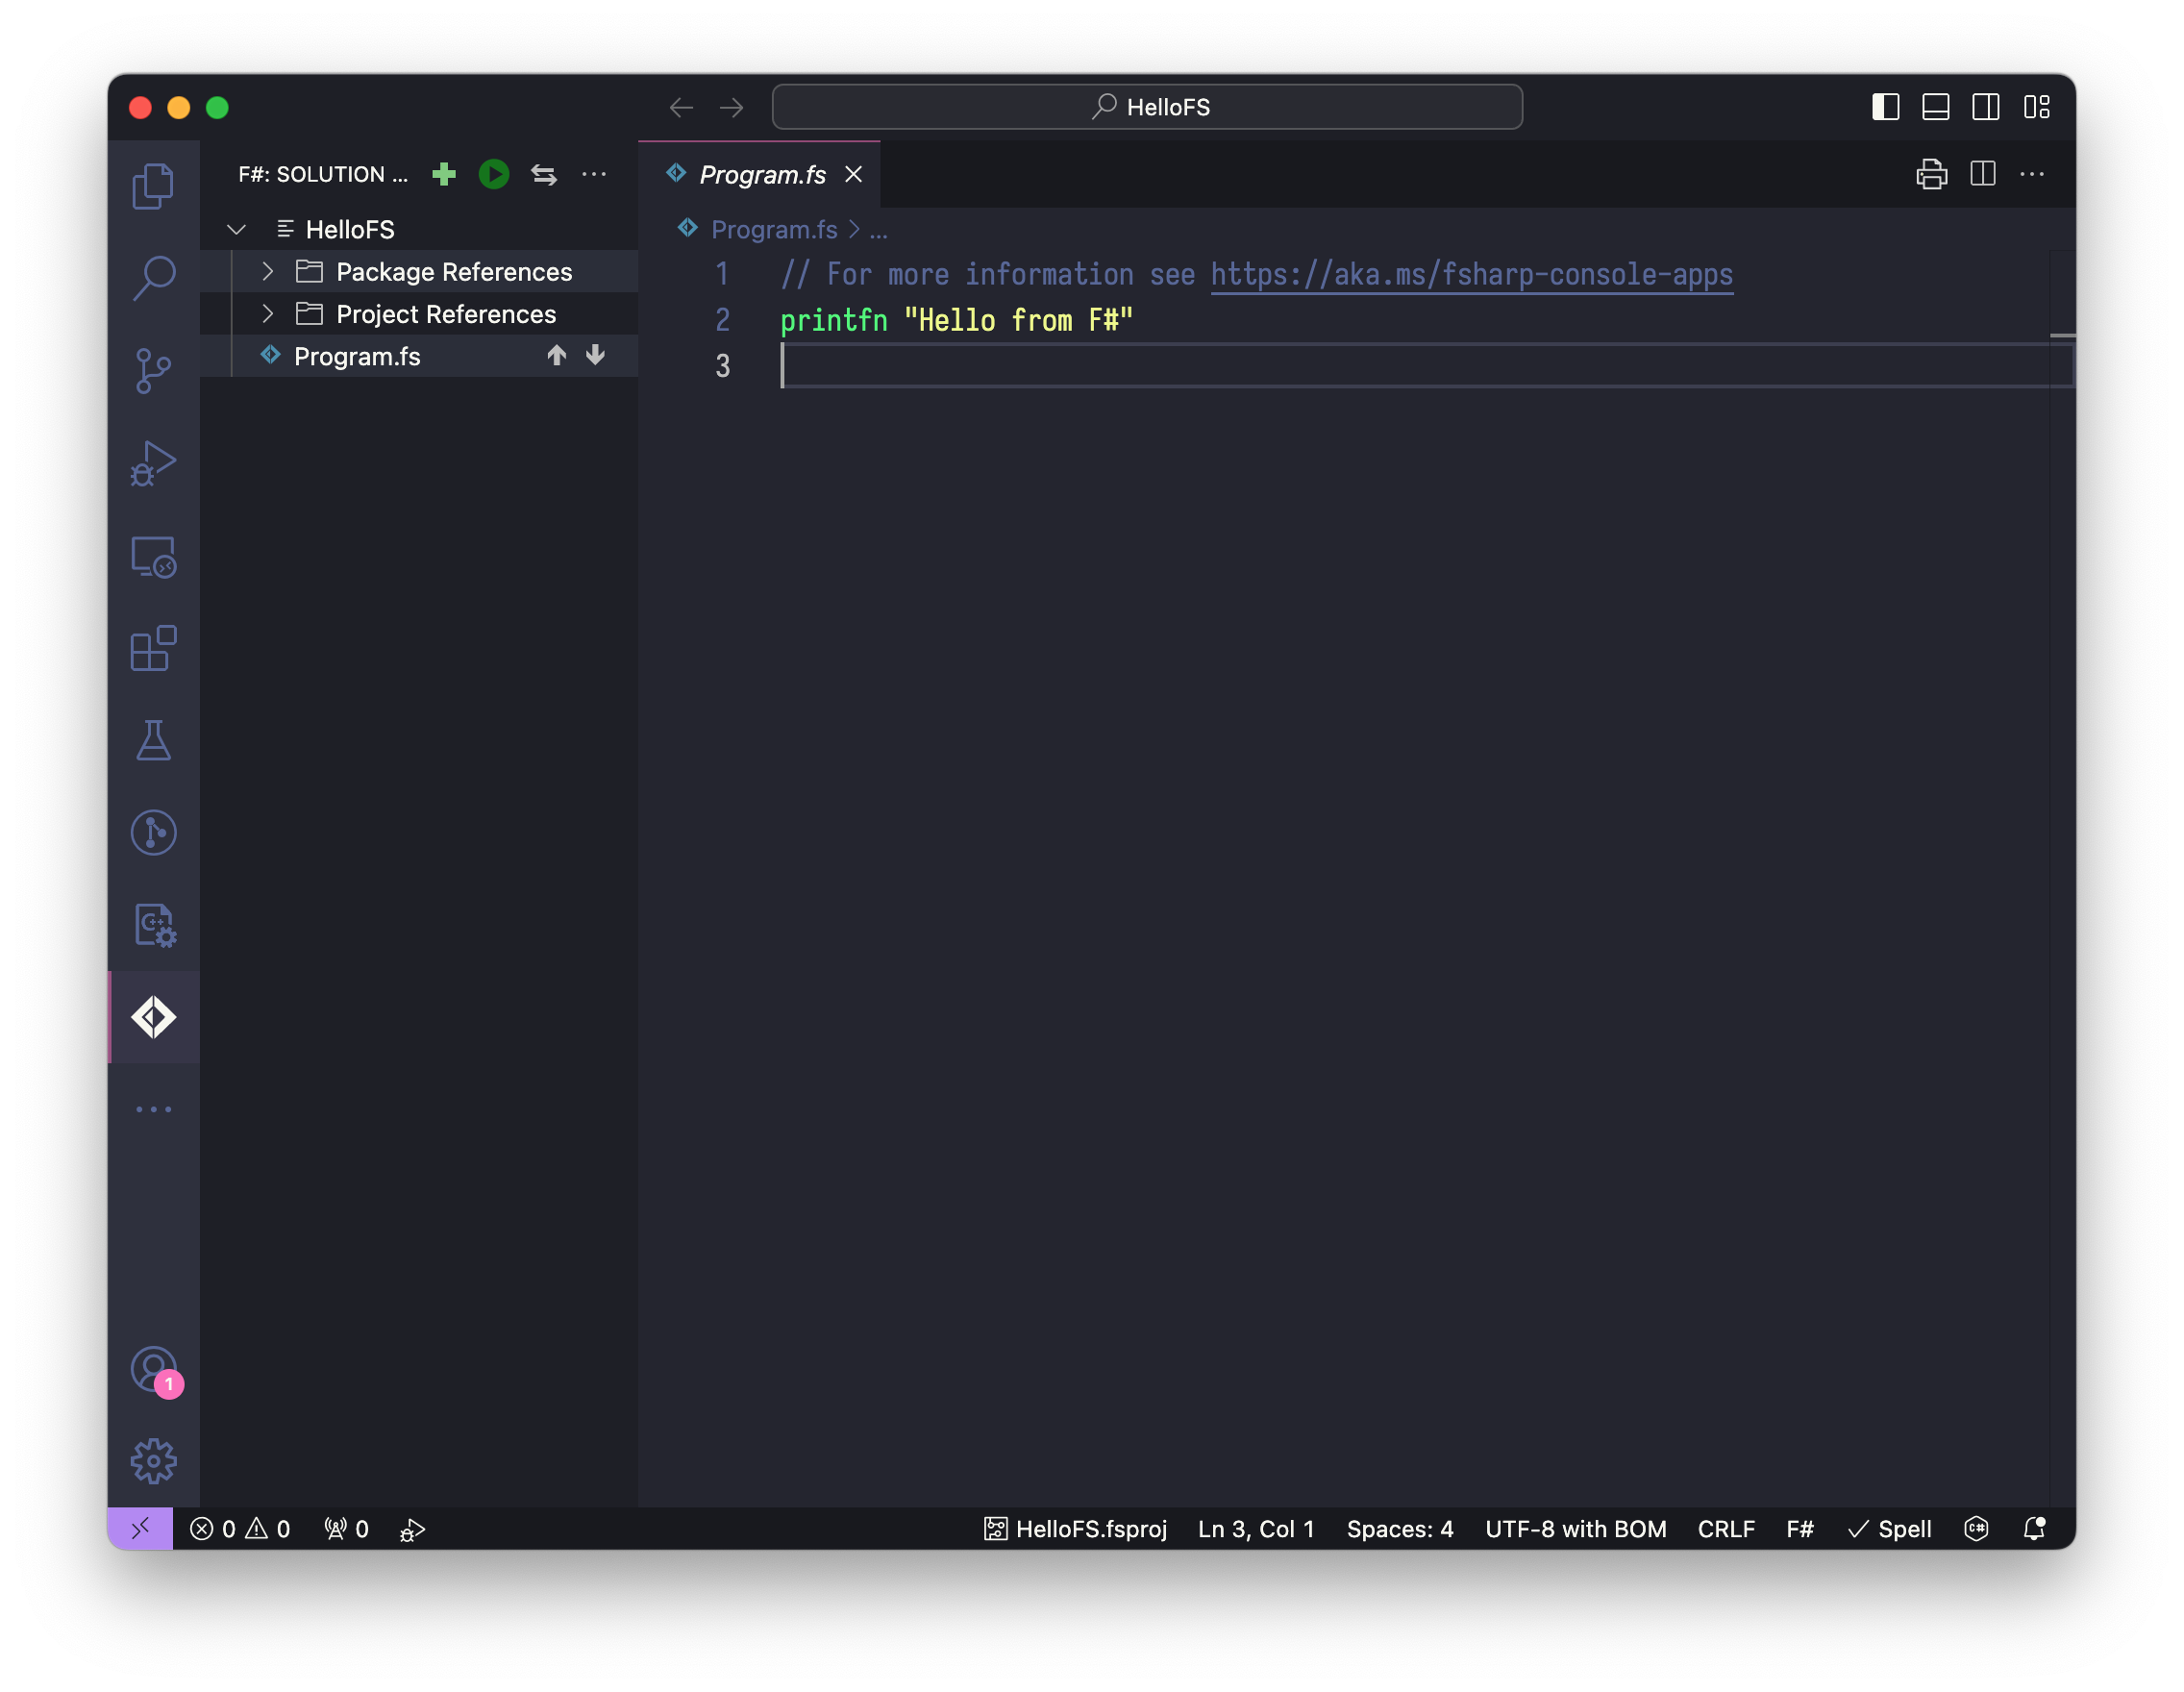 HelloFS
F#: SOLUTION ...
Program.fs
HelloFS
Package References
Project References
Program.fs
Program.fs > ...
1 // For more information see https://aka.ms/fsharp-console-apps
2 printfn "Hello from F#"
3
C++
1
0 0 0 HelloFS.fsproj Ln 3, Col 1 Spaces: 4 UTF-8 with BOM CRLF F# Spell C#